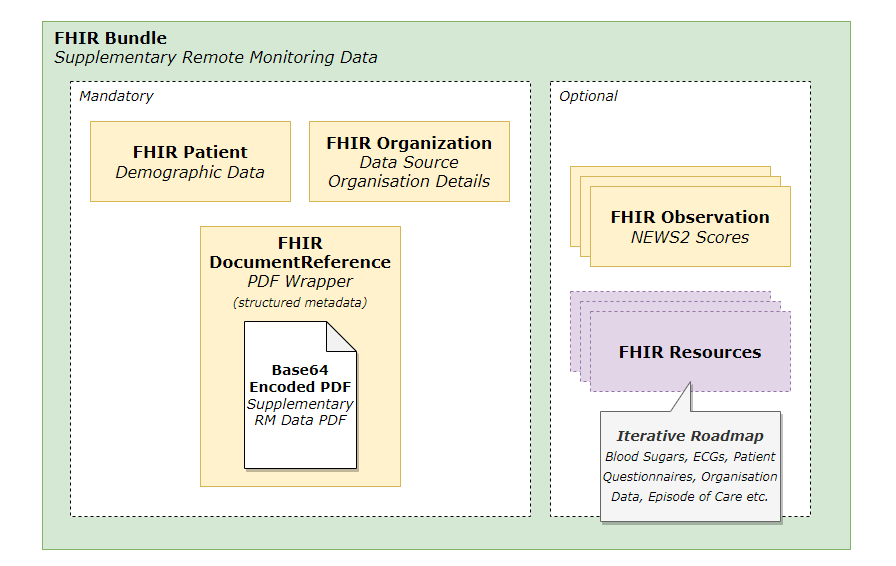 FHIR Bundle
Supplementary Remote Monitoring Data
Mandatory
FHIR Patient
Demographic Data
FHIR Organization
Data Source
Organisation Details
FHIR
DocumentReference
PDF Wrapper
(structured metadata)
Base64
Encoded PDF
Supplementary
RM Data PDF
Optional
FHIR Observation
NEWS2 Scores
FHIR Resources
Iterative Roadmap
Blood Sugars, ECGs, Patient
Questionnaires, Organisation
Data, Episode of Care etc.